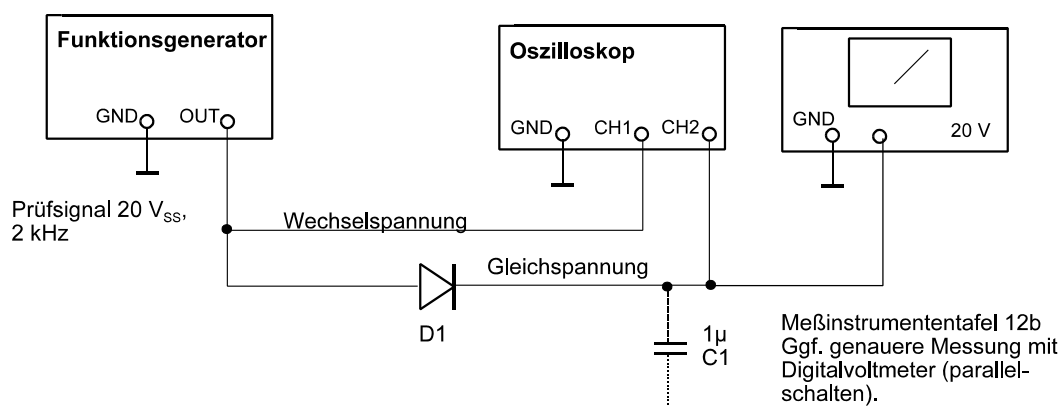 Funktionsgenerator
GND OUT
Oszilloskop
GND CH1 CH2
GND
20 V
Prüfsignal 20 VSS,
2 kHz
Wechselspannung
Gleichspannung
D1
1µ
C1
Meßinstrumententafel 12b
Ggf. genauere Messung mit
Digitalvoltmeter (parallel-
schalten).